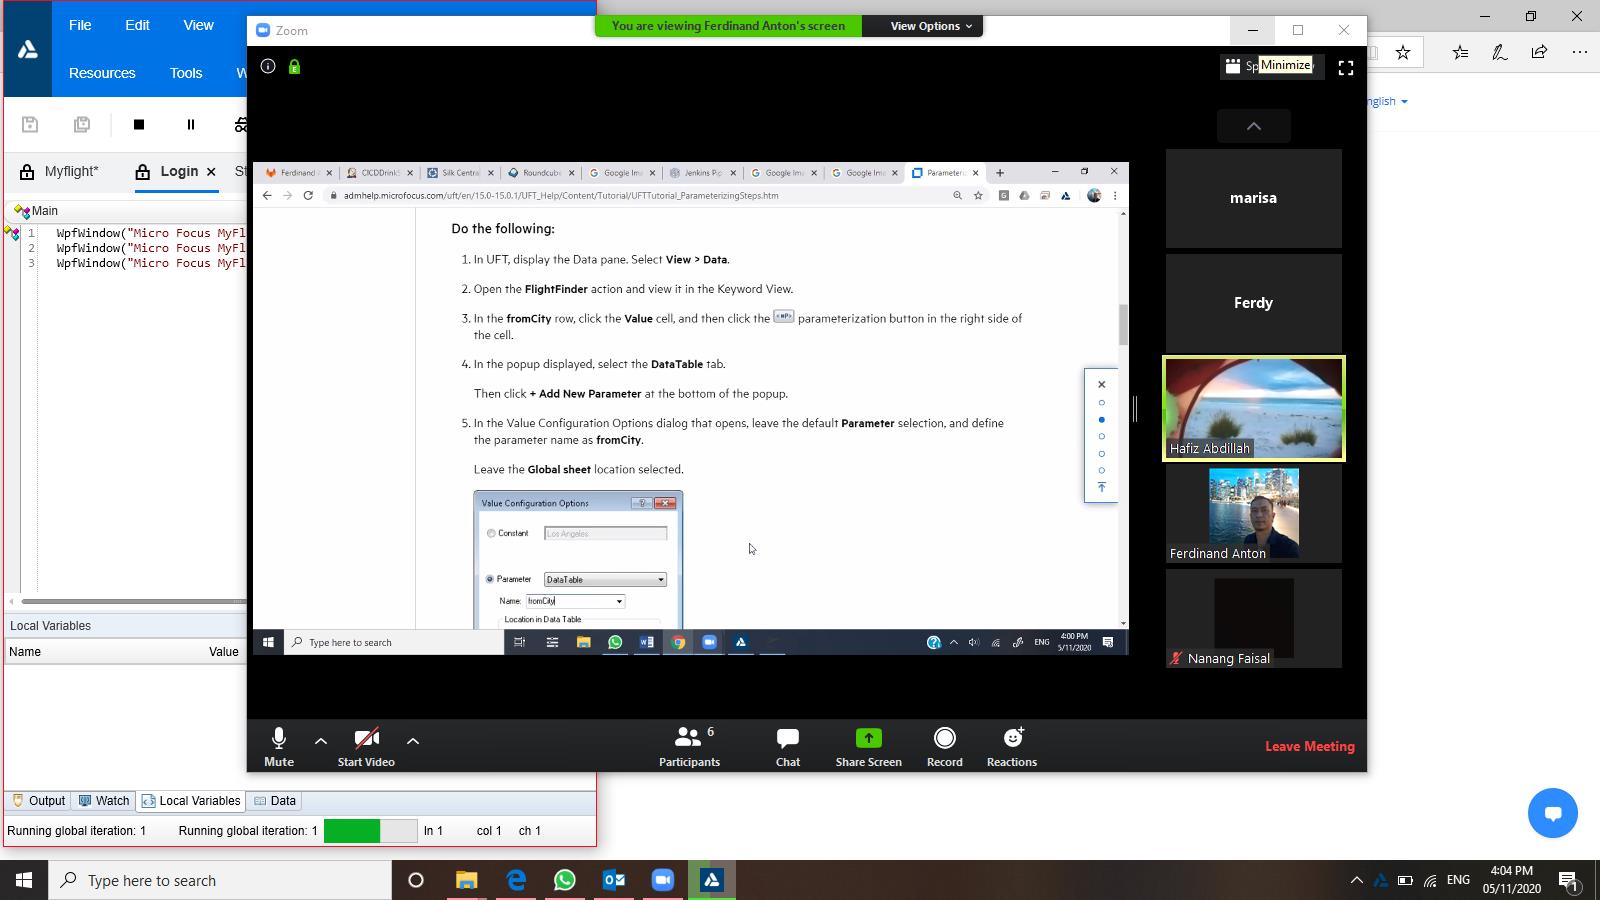 File Edit View
Resources Tools W
Myflight* Login St
Main
1 WpfWindow("Micro Focus MyFl
2 WpfWindow("Micro Focus MyFl
3 WpfWindow("Micro Focus MyFl
Local Variables
Name Value
Output Watch Local Variables Data
Running global iteration: 1 Running global iteration: 1 ln 1 col 1 ch 1
Zoom
You are viewing Ferdinand Anton's screen View Options
Sp
Minimize
nglish
Ferdinand CICDDrink Silk Central Roundcube Google Ima Jenkins Pip Google Ima Google Ima Parameter
admhelp.microfocus.com/uft/en/15.0-15.0.1/UFT_Help/Content/Tutorial/UFTTutorial_ParameterizingSteps.htm
Do the following:
1. In UFT, display the Data pane. Select View > Data.
2. Open the FlightFinder action and view it in the Keyword View.
3. In the fromCity row, click the Value cell, and then click the <#P> parameterization button in the right side of
the cell.
4. In the popup displayed, select the DataTable tab.
Then click + Add New Parameter at the bottom of the popup.
5. In the Value Configuration Options dialog that opens, leave the default Parameter selection, and define
the parameter name as fromCity.
Leave the Global sheet location selected.
Value Configuration Options
Constant Los Angeles
Parameter DataTable
Name: fromCity
Location in Data Table
Type here to search
ENG
4:00 PM
5/11/2020
marisa
Ferdy
Hafiz Abdillah
Ferdinand Anton
Nanang Faisal
Mute Start Video Participants 6 Chat Share Screen Record Reactions Leave Meeting
Type here to search
ENG
4:04 PM
05/11/2020
1